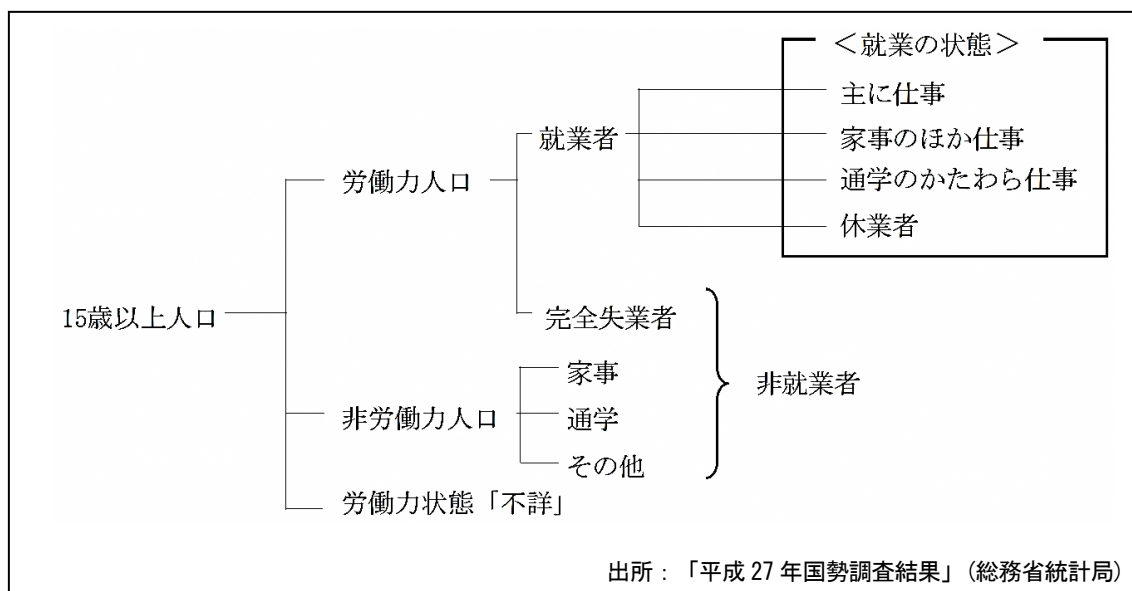 ＜就業の状態＞
主に仕事
就業者
家事のほか仕事
労働力人口
通学のかたわら仕事
休業者
15歳以上人口
完全失業者
家事
非就業者
非労働力人口
通学
その他
労働力状態「不詳」
出所：「平成 27 年国勢調査結果」（総務省統計局）